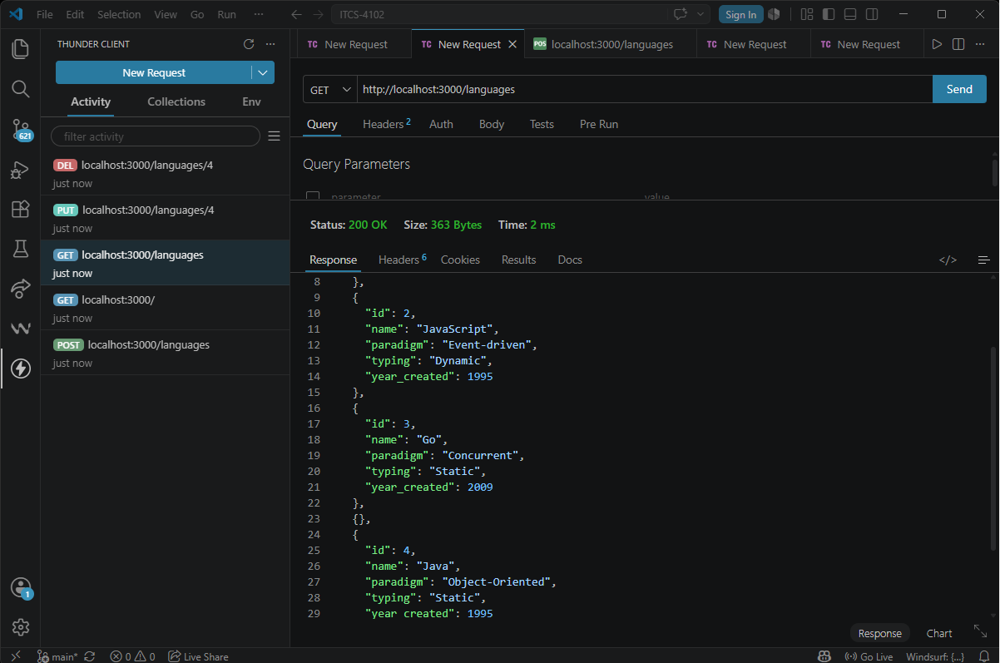 File Edit Selection View Go Run ··· ITCS-4102 Sign In
THUNDER CLIENT ···
New Request
Activity Collections Env
filter activity
DEL localhost:3000/languages/4
just now
PUT localhost:3000/languages/4
just now
GET localhost:3000/languages
just now
GET localhost:3000/
just now
POST localhost:3000/languages
just now
621
1
TC New Request TC New Request POS localhost:3000/languages TC New Request TC New Request ···
GET http://localhost:3000/languages Send
Query Headers 2 Auth Body Tests Pre Run
Query Parameters
parameter value
Status: 200 OK Size: 363 Bytes Time: 2 ms
Response Headers 6 Cookies Results Docs </>
8 },
9 {
10 "id": 2,
11 "name": "JavaScript",
12 "paradigm": "Event-driven",
13 "typing": "Dynamic",
14 "year_created": 1995
15 },
16 {
17 "id": 3,
18 "name": "Go",
19 "paradigm": "Concurrent",
20 "typing": "Static",
21 "year_created": 2009
22 },
23 {},
24 {
25 "id": 4,
26 "name": "Java",
27 "paradigm": "Object-Oriented",
28 "typing": "Static",
29 "year_created": 1995
Response Chart
main* 0 0 Live Share Go Live Windsurf: {...}